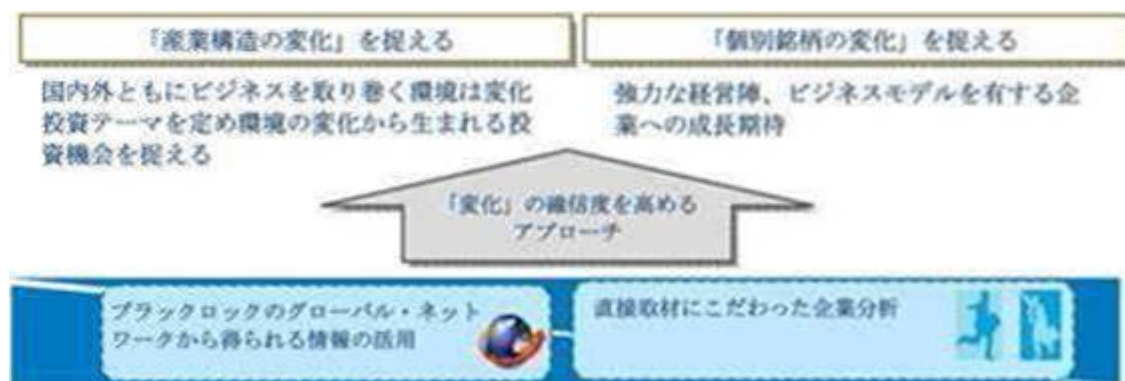 「産業構造の変化」を捉える
「個別銘柄の変化」を捉える
国内外ともにビジネスを取り巻く環境は変化
投資テーマを定め環境の変化から生まれる投
資機会を捉える
強力な経営陣、ビジネスモデルを有する企
業への成長期待
「変化」の確信度を高める
アプローチ
ブラックロックのグローバル・ネット
ワークから得られる情報の活用
直接取材にこだわった企業分析